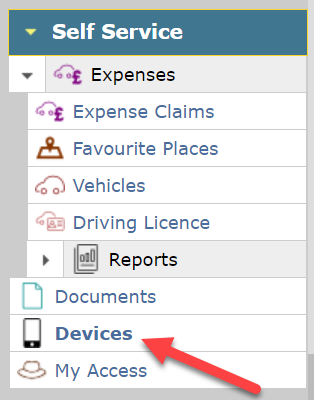 Self Service
Expenses
Expense Claims
Favourite Places
Vehicles
Driving Licence
Reports
Documents
Devices
My Access